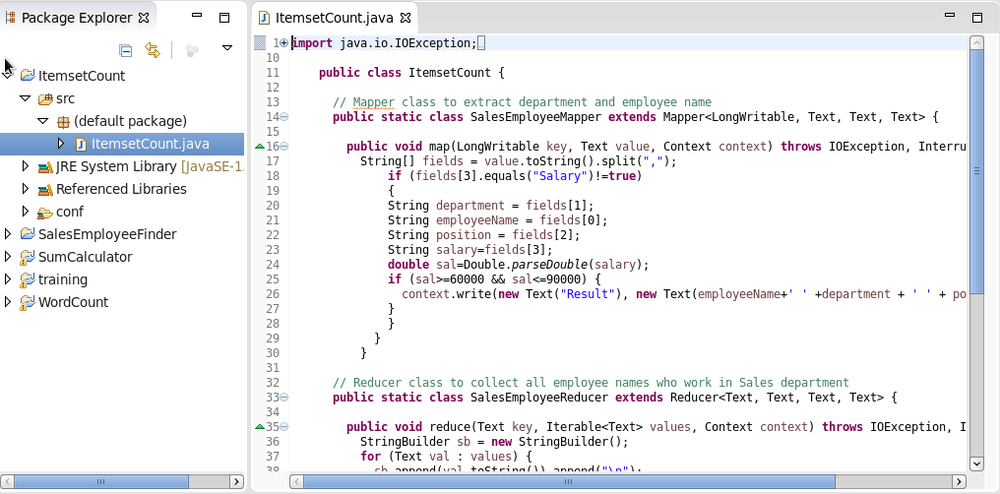 Package Explorer
ItemsetCount
src
(default package)
ItemsetCount.java
JRE System Library [JavaSE-1.
Referenced Libraries
conf
SalesEmployeeFinder
SumCalculator
training
WordCount
ItemsetCount.java
1 import java.io.IOException;
10
11 public class ItemsetCount {
12
13 // Mapper class to extract department and employee name
14 public static class SalesEmployeeMapper extends Mapper<LongWritable, Text, Text, Text> {
15
16 public void map(LongWritable key, Text value, Context context) throws IOException, Interru
17 String[] fields = value.toString().split(",");
18 if (fields[3].equals("Salary")!=true)
19 {
20 String department = fields[1];
21 String employeeName = fields[0];
22 String position = fields[2];
23 String salary=fields[3];
24 double sal=Double.parseDouble(salary);
25 if (sal>=60000 && sal<=90000) {
26 context.write(new Text("Result"), new Text(employeeName+' ' +department + ' ' + po
27 }
28 }
29 }
30 }
31
32 // Reducer class to collect all employee names who work in Sales department
33 public static class SalesEmployeeReducer extends Reducer<Text, Text, Text, Text> {
34
35 public void reduce(Text key, Iterable<Text> values, Context context) throws IOException, I
36 StringBuilder sb = new StringBuilder();
37 for (Text val : values) {
38 sb.append(val.toString()).append("\n");